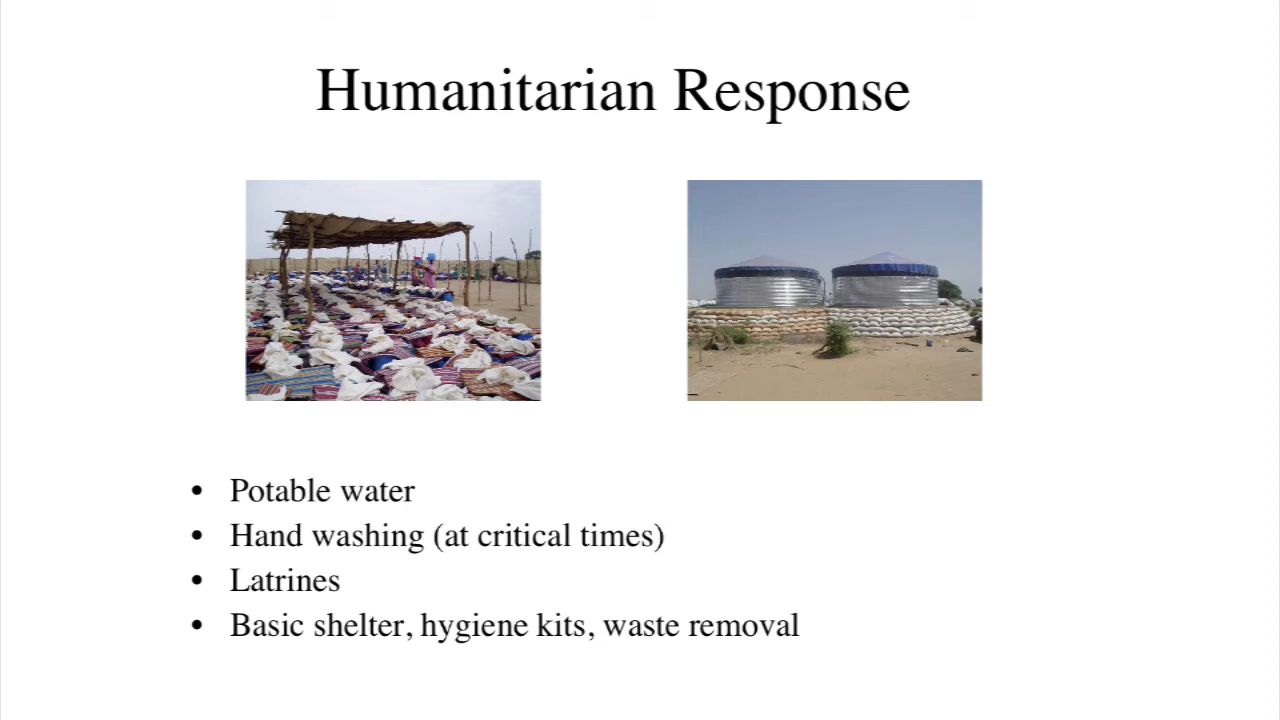 Humanitarian Response
• Potable water
• Hand washing (at critical times)
• Latrines
• Basic shelter, hygiene kits, waste removal